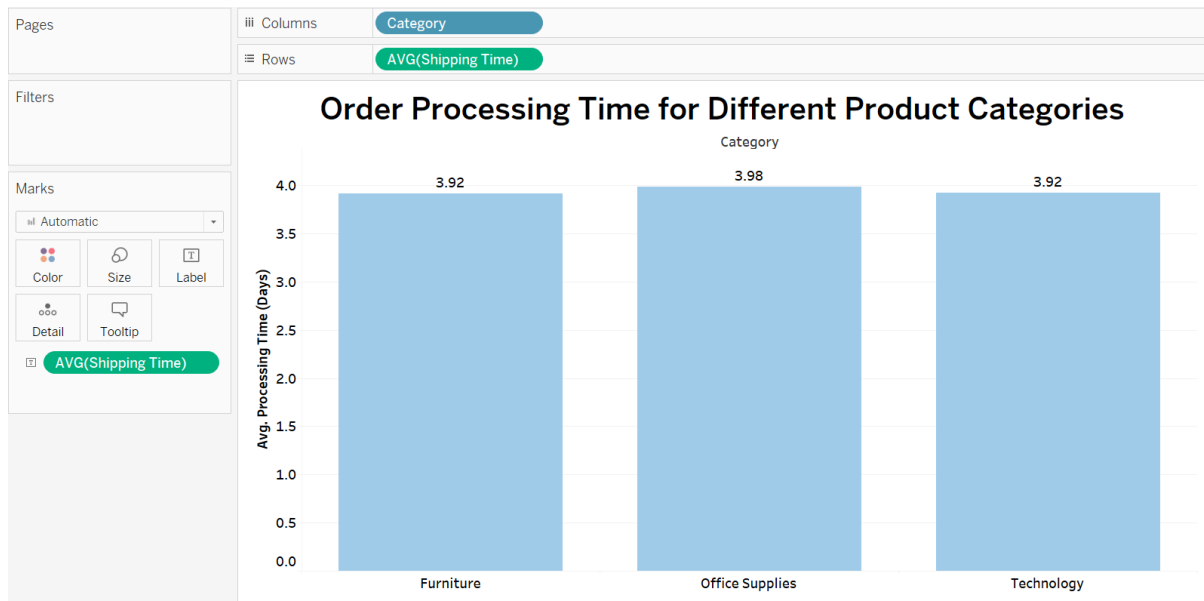 Pages
Columns
Category
Rows
AVG(Shipping Time)
Filters
Marks
Automatic
Color
Size
Label
Detail
Tooltip
AVG(Shipping Time)
Order Processing Time for Different Product Categories
Category
Avg. Processing Time (Days)
4.0
3.5
3.0
2.5
2.0
1.5
1.0
0.5
0.0
3.92
3.98
3.92
Furniture
Office Supplies
Technology